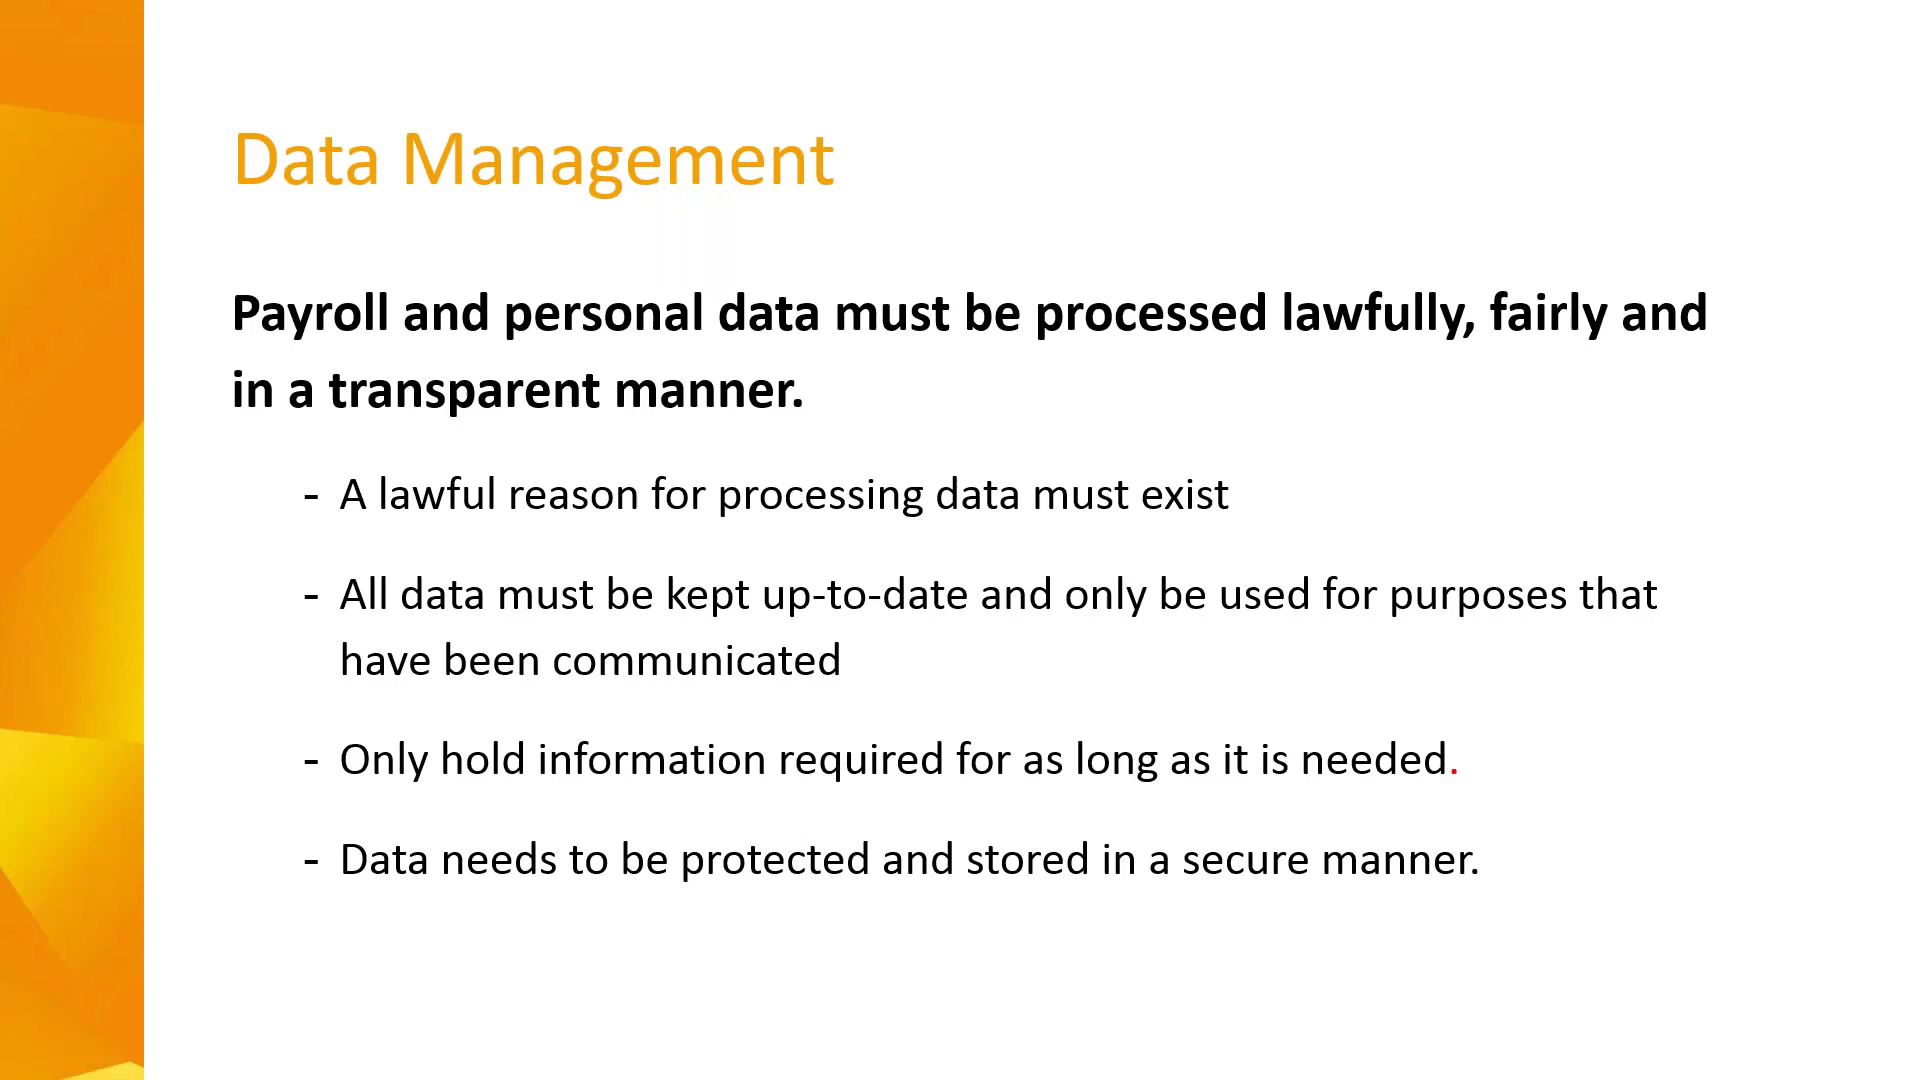 Data Management
Payroll and personal data must be processed lawfully, fairly and
in a transparent manner.
- A lawful reason for processing data must exist
- All data must be kept up-to-date and only be used for purposes that
have been communicated
- Only hold information required for as long as it is needed.
- Data needs to be protected and stored in a secure manner.